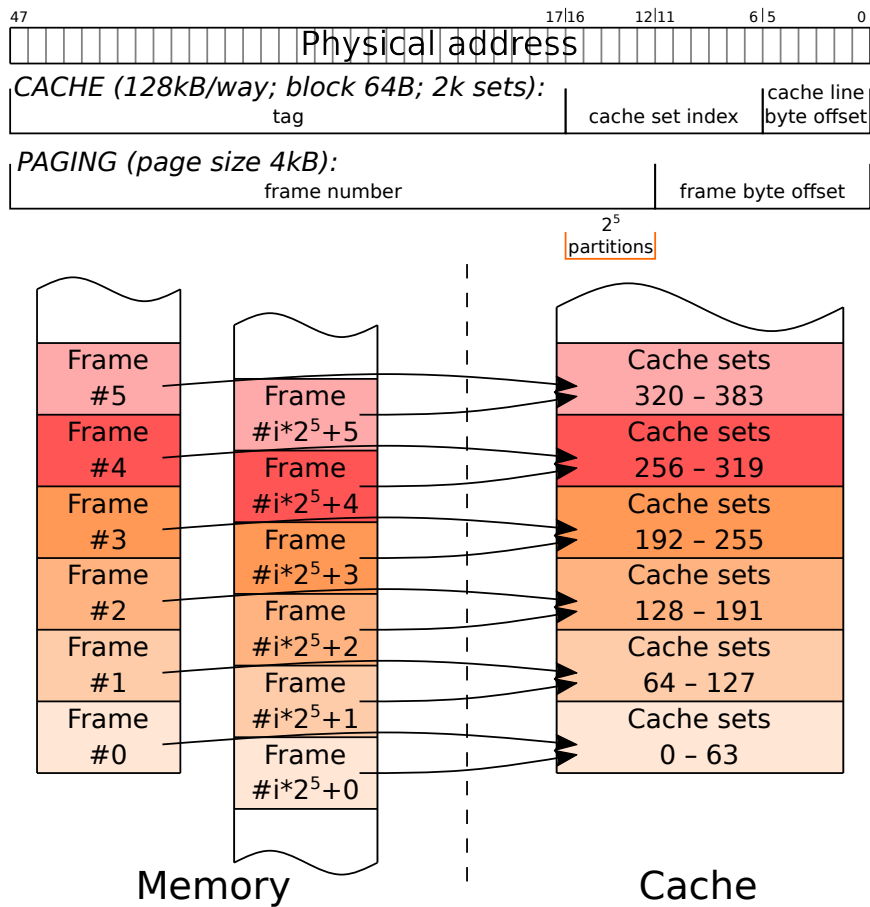 47 17|16 12|11 6|5 0
Physical address
CACHE (128kB/way; block 64B; 2k sets):
tag
cache set index
cache line
byte offset
PAGING (page size 4kB):
frame number
frame byte offset
2⁵
partitions
Frame
#5
Frame
#4
Frame
#3
Frame
#2
Frame
#1
Frame
#0
Frame
#i*2⁵+5
Frame
#i*2⁵+4
Frame
#i*2⁵+3
Frame
#i*2⁵+2
Frame
#i*2⁵+1
Frame
#i*2⁵+0
Cache sets
320 – 383
Cache sets
256 – 319
Cache sets
192 – 255
Cache sets
128 – 191
Cache sets
64 – 127
Cache sets
0 – 63
Memory
Cache